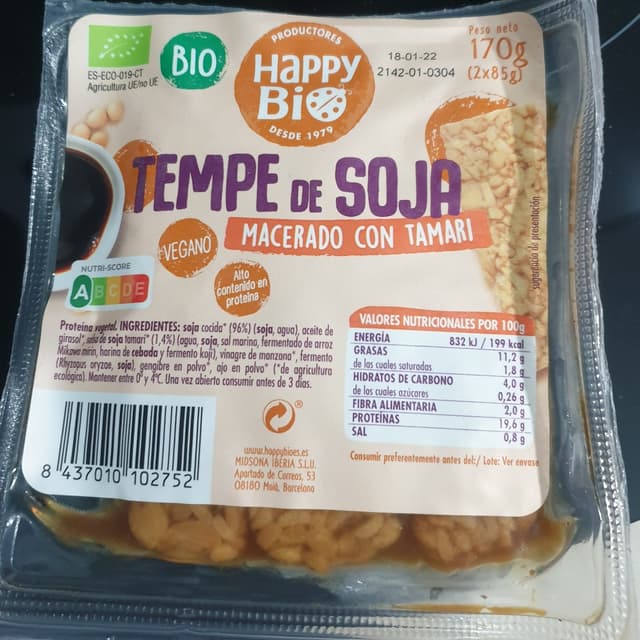 ES-ECO-019-CT
Agricultura UE/no UE
BIO
PRODUCTORES
HAPPY
BIO
DESDE 1979
18-01-22
2142-01-0304
Peso neto
170g
(2x85g)
TEMPE DE SOJA
MACERADO CON TAMARI
VEGANO
Alto
contenido en
proteína
NUTRI-SCORE
A B C D E
sugerencia de presentación
Proteína vegetal. INGREDIENTES: soja cocida* (96%) (soja, agua), aceite de
girasol*, salsa de soja tamari* (1,4%) (agua, soja, sal marina, fermentado de arroz
Mikawa mirin, harina de cebada y fermento koji), vinagre de manzana*, fermento
(Rhyzopus oryzae, soja), gengibre en polvo*, ajo en polvo* (*de agricultura
ecológica). Mantener entre 0º y 4ºC. Una vez abierto consumir antes de 3 días.
VALORES NUTRICIONALES POR 100g
ENERGÍA 832 kJ / 199 kcal
GRASAS 11,2 g
de las cuales saturadas 1,8 g
HIDRATOS DE CARBONO 4,0 g
de los cuales azúcares 0,26 g
FIBRA ALIMENTARIA 2,0 g
PROTEÍNAS 19,6 g
SAL 0,8 g
Consumir preferentemente antes del:/ Lote: Ver envase
8 437010 102752
www.happybioes.es
MIDSONA IBERIA S.L.U.
Apartado de Correos, 53
08180 Moià, Barcelona